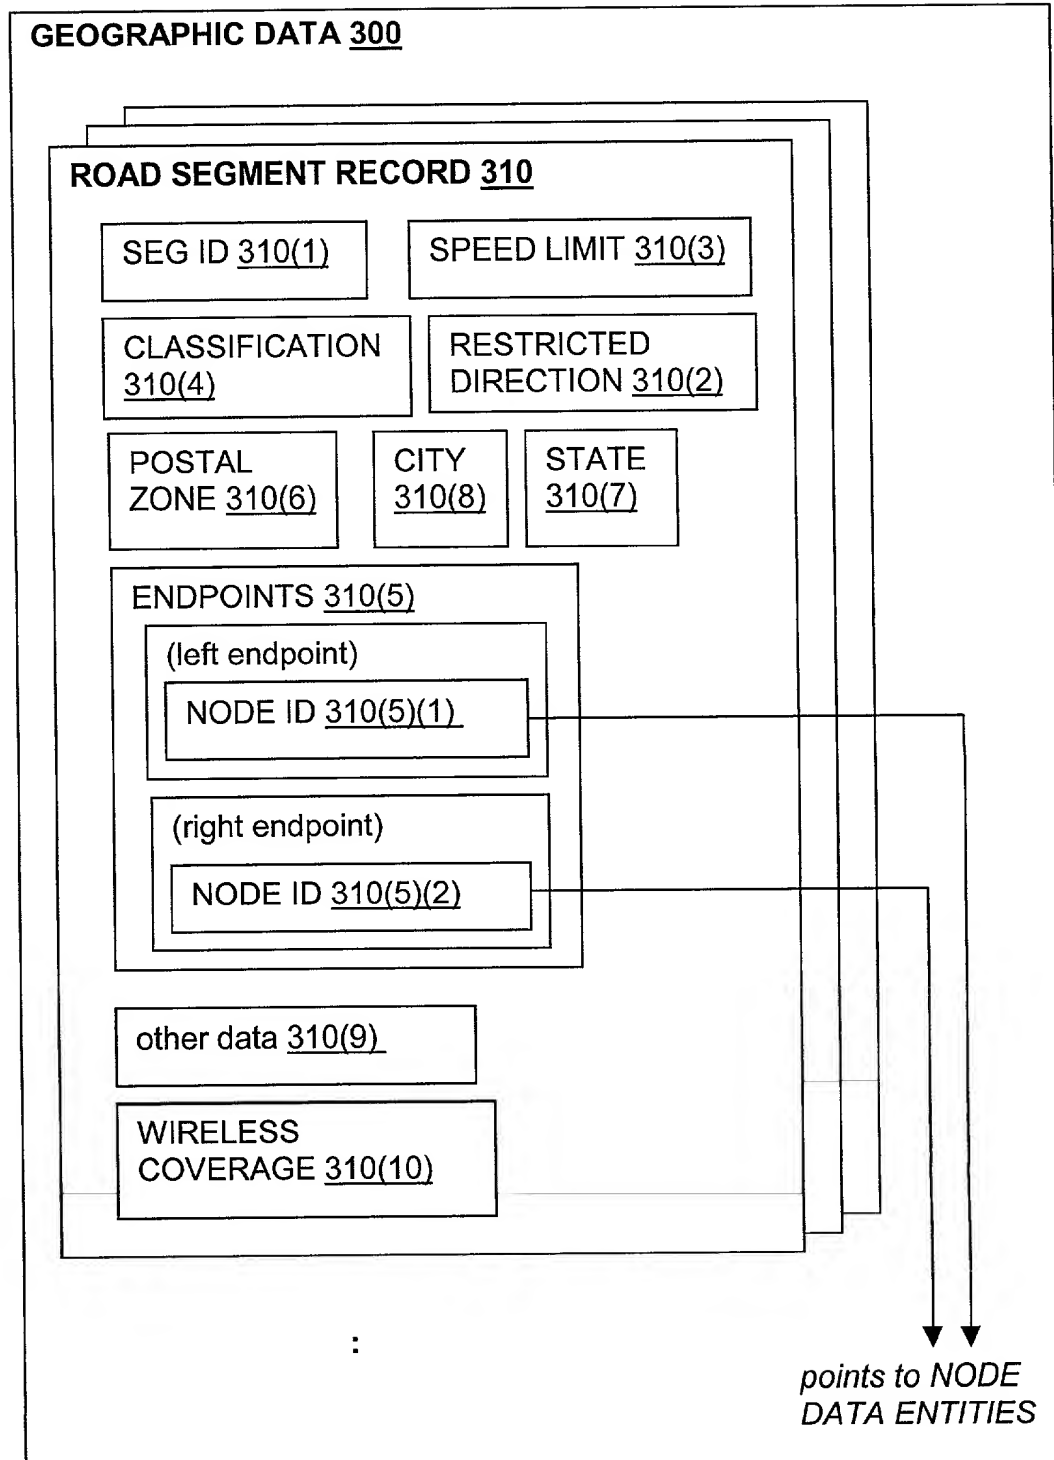 GEOGRAPHIC DATA 300
ROAD SEGMENT RECORD 310
SEG ID 310(1)
SPEED LIMIT 310(3)
CLASSIFICATION
310(4)
RESTRICTED
DIRECTION 310(2)
POSTAL
ZONE 310(6)
CITY
310(8)
STATE
310(7)
ENDPOINTS 310(5)
(left endpoint)
NODE ID 310(5)(1)
(right endpoint)
NODE ID 310(5)(2)
other data 310(9)
WIRELESS
COVERAGE 310(10)
:
points to NODE
DATA ENTITIES